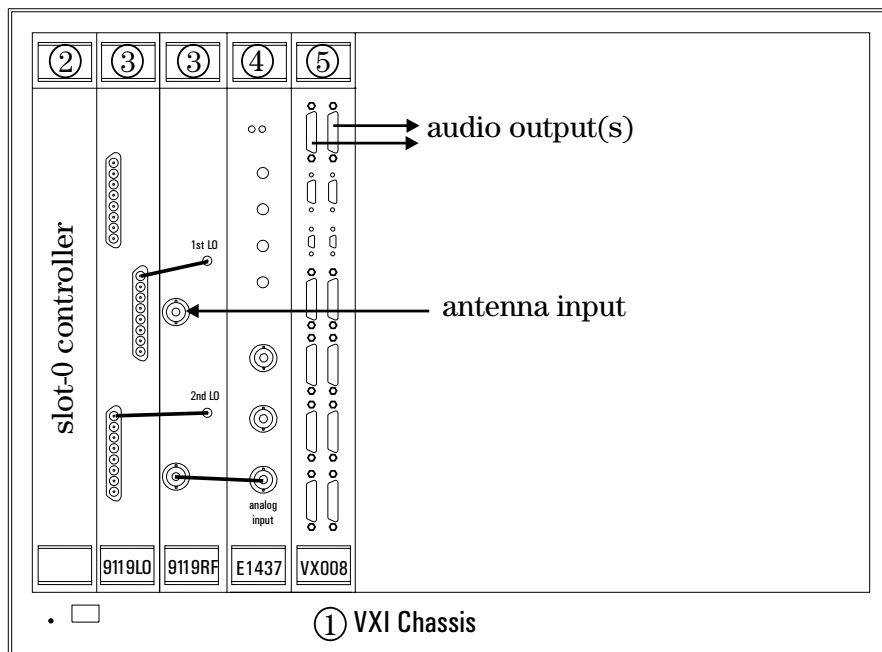 ② ③ ③ ④ ⑤
audio output(s)
slot-0 controller
1st LO
antenna input
2nd LO
analog
input
9119LO 9119RF E1437 VX008
① VXI Chassis